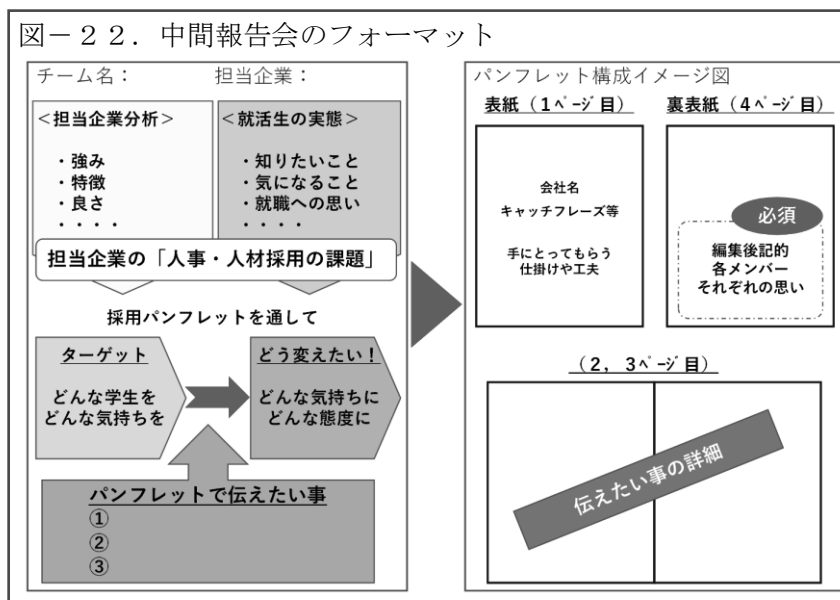 図－２２．中間報告会のフォーマット
チーム名：　担当企業：
＜担当企業分析＞
・強み
・特徴
・良さ
・・・・
＜就活生の実態＞
・知りたいこと
・気になること
・就職への思い
・・・・
担当企業の「人事・人材採用の課題」
採用パンフレットを通して
ターゲット
どんな学生を
どんな気持ちを
どう変えたい！
どんな気持ちに
どんな態度に
パンフレットで伝えたい事
①
②
③
パンフレット構成イメージ図
表紙（１ﾍﾟｰｼﾞ目）
会社名
キャッチフレーズ等
手にとってもらう
仕掛けや工夫
裏表紙（４ﾍﾟｰｼﾞ目）
必須
編集後記的
各メンバー
それぞれの思い
（２，３ﾍﾟｰｼﾞ目）
伝えたい事の詳細